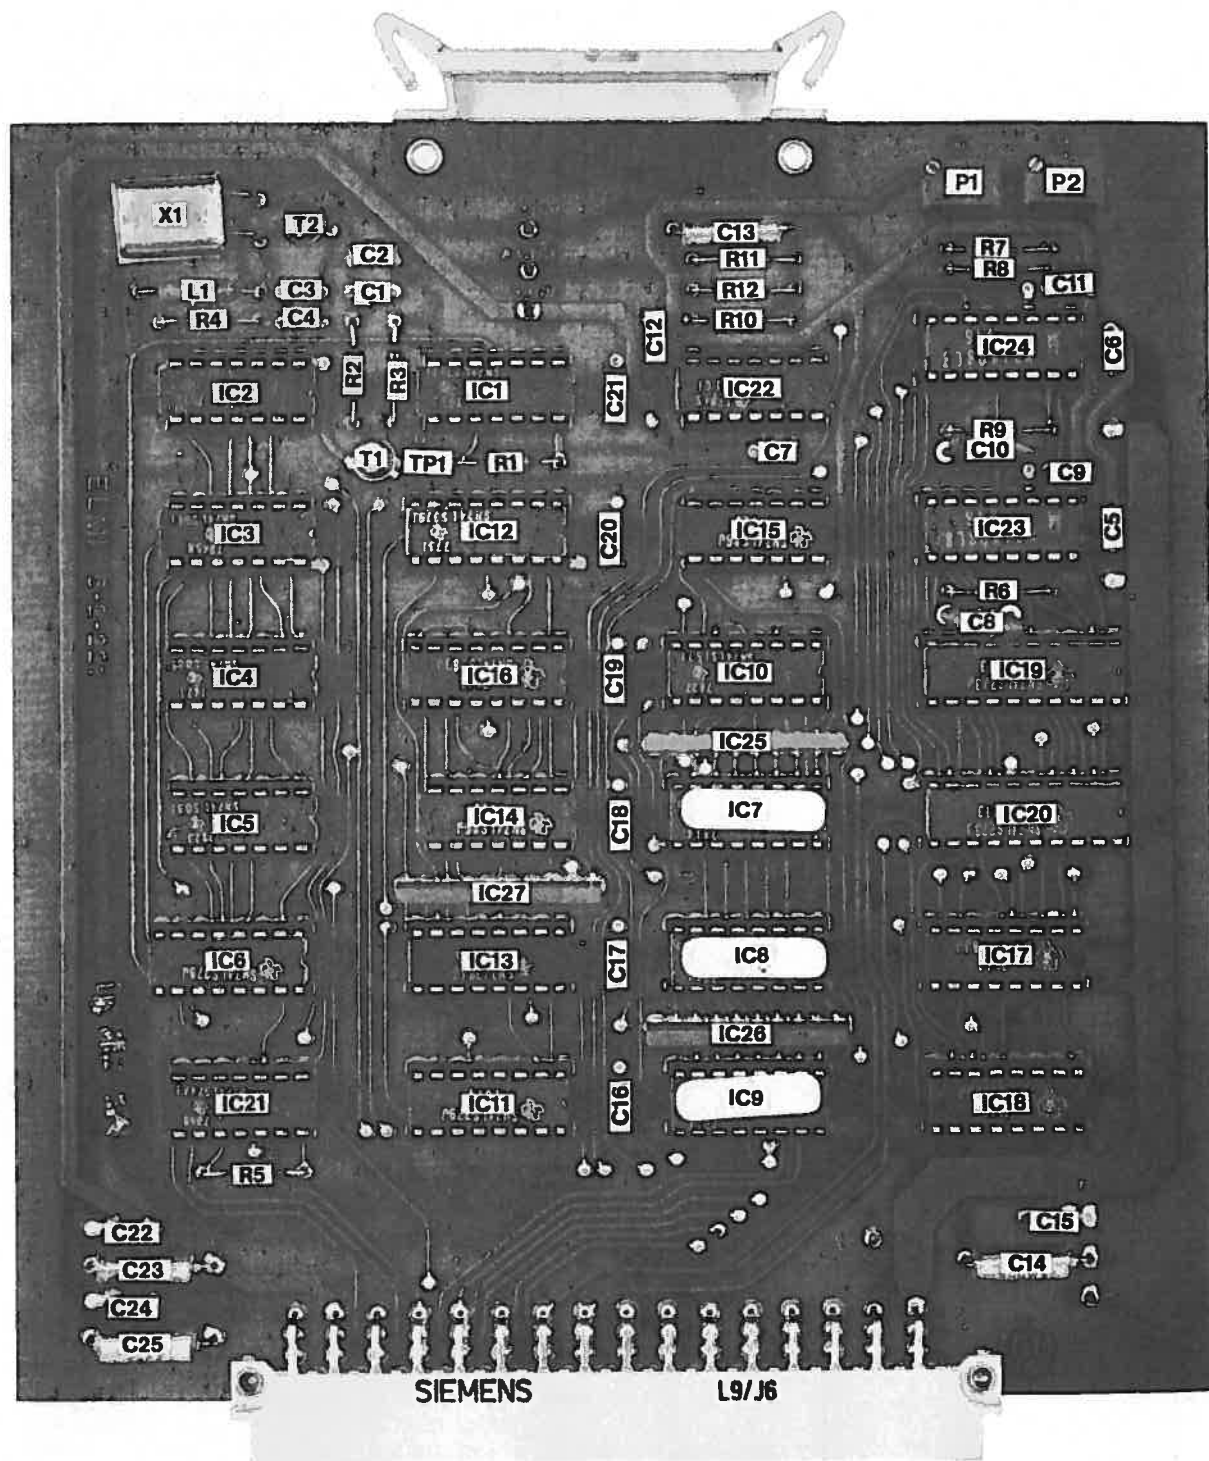 P1 P2
X1
T2
C13
C2
R7
R11
R8
L1 C3 C1 R12 C11
R4 C4 R10
C12
IC24 C6
R2 R3
IC2 IC1 C21 IC22
R9
C7 C10
T1 TP1 R1
C9
IC3 IC12 C20 IC15 IC23 C5
R6
C8
IC4 IC16 C19 IC10 IC19
IC25
IC5 IC14 C18 IC7 IC20
IC27
IC6 IC13 C17 IC8 IC17
IC26
IC21 IC11 C16 IC9 IC18
R5
C22 C15
C23 C14
C24
C25
SIEMENS L9/J6